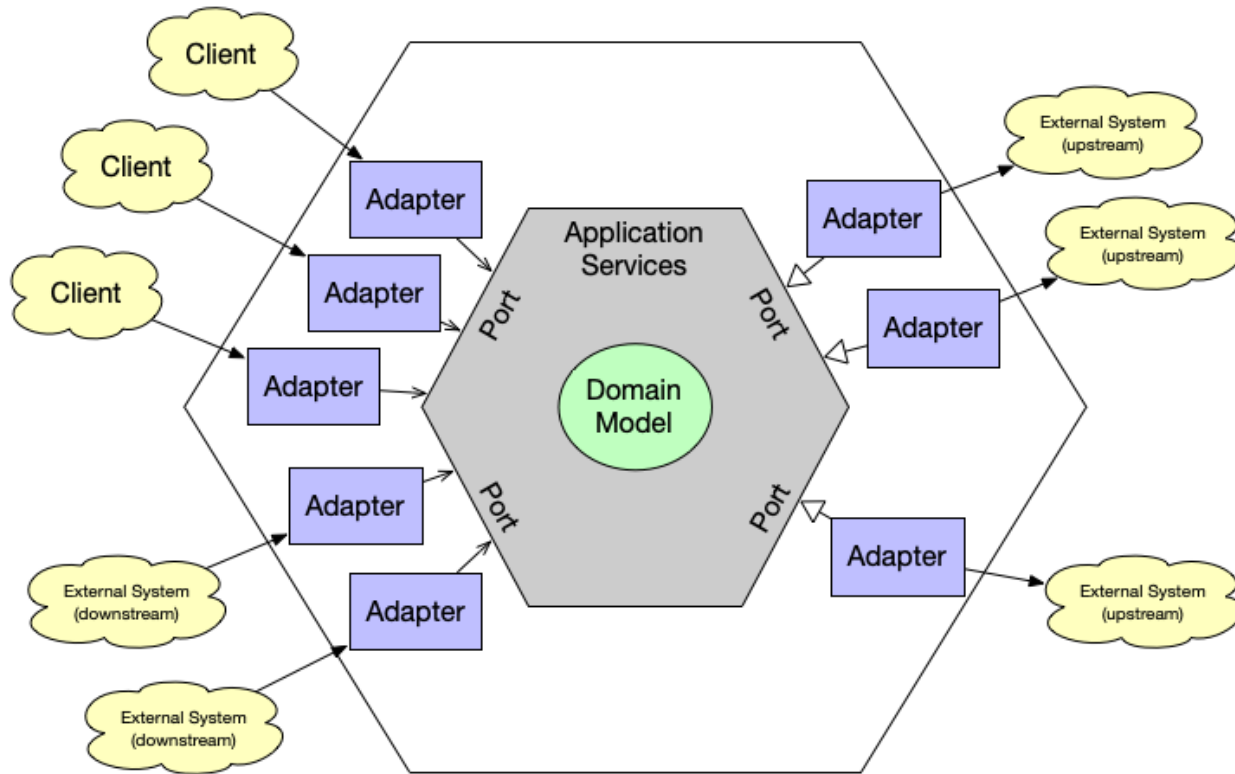 Client
Client
Client
Adapter
Adapter
Adapter
Adapter
Adapter
External System
(downstream)
External System
(downstream)
Application
Services
Port
Port
Domain
Model
Port
Port
Adapter
Adapter
Adapter
External System
(upstream)
External System
(upstream)
External System
(upstream)